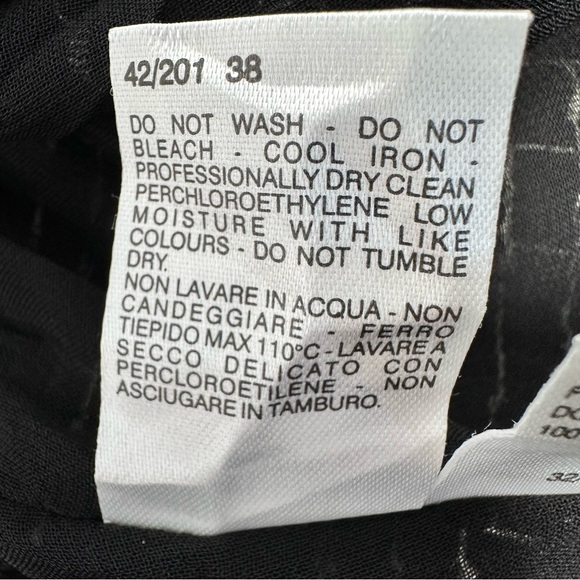 42/201 38
DO NOT WASH - DO NOT
BLEACH - COOL IRON -
PROFESSIONALLY DRY CLEAN
PERCHLOROETHYLENE LOW
MOISTURE WITH LIKE
COLOURS - DO NOT TUMBLE
DRY.
NON LAVARE IN ACQUA - NON
CANDEGGIARE - FERRO
TIEPIDO MAX 110°C - LAVARE A
SECCO DELICATO CON
PERCLOROETILENE - NON
ASCIUGARE IN TAMBURO.
100
32